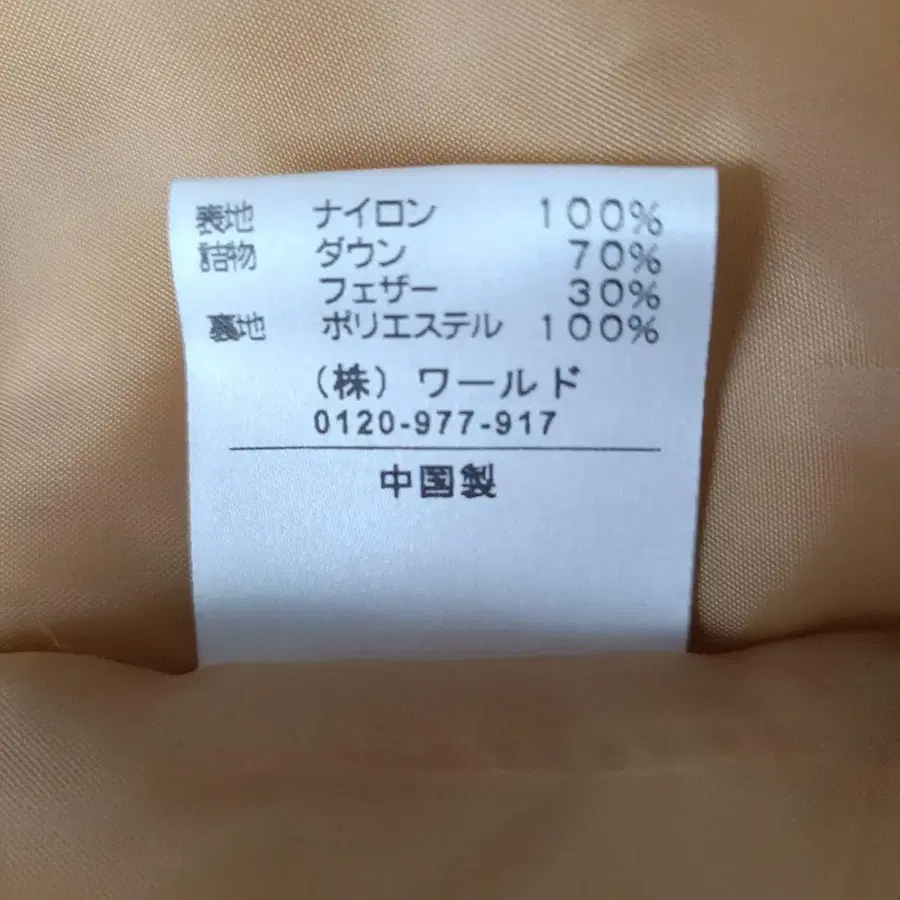 表地 ナイロン 100%
詰物 ダウン 70%
フェザー 30%
裏地 ポリエステル 100%
(株) ワールド
0120-977-917
中国製